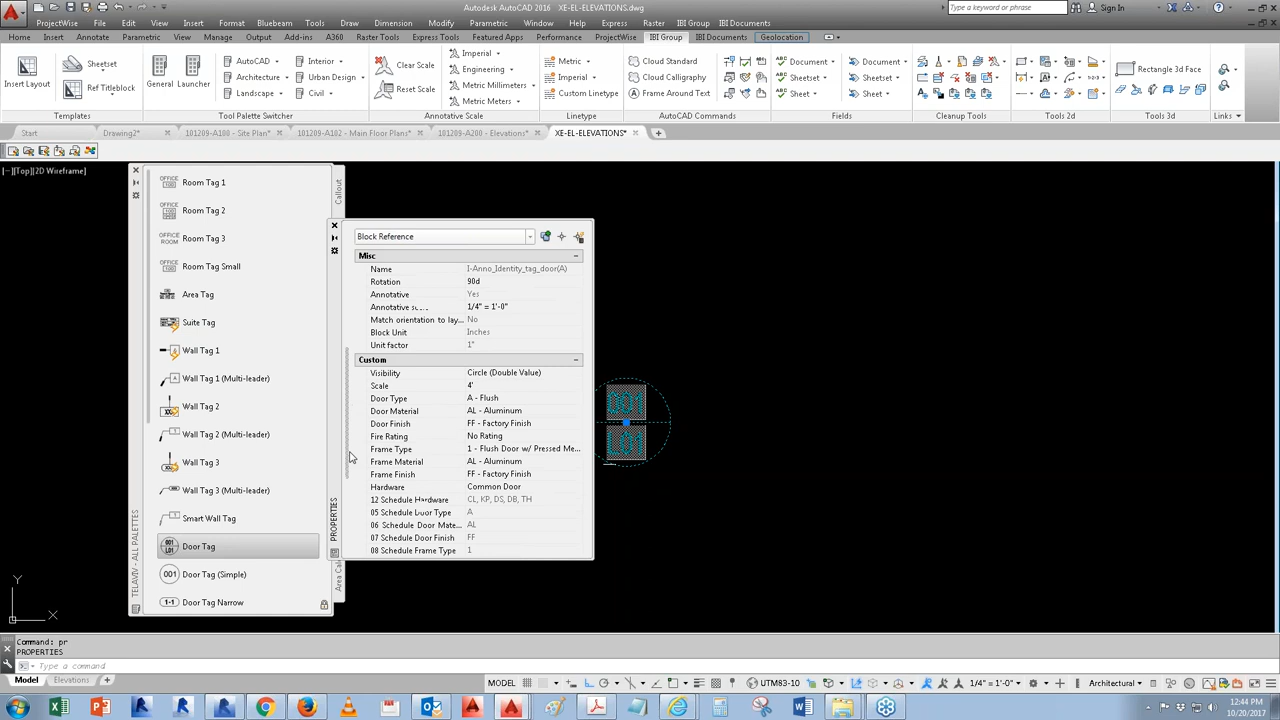 Autodesk AutoCAD 2016   XE-EL-ELEVATIONS.dwg
Type a keyword or phrase
Sign In
ProjectWise File Edit Bluebeam View Insert Format Bluebeam Tools Draw Dimension Modify Parametric Window Help Express Raster IBI Group IBI Documents
Home Insert Annotate Parametric View Manage Output Add-ins A360 Raster Tools Express Tools Featured Apps Performance ProjectWise IBI Group IBI Documents Geolocation
Insert Layout
Sheetset
Ref Titleblock
Templates
General
Launcher
AutoCAD
Architecture
Landscape
Interior
Urban Design
Civil
Tool Palette Switcher
Clear Scale
Reset Scale
Imperial
Engineering
Metric Millimeters
Metric Meters
Annotative Scale
Metric
Imperial
Custom Linetype
Linetype
Cloud Standard
Cloud Calligraphy
Frame Around Text
AutoCAD Commands
Document
Sheetset
Sheet
Document
Sheetset
Sheet
Fields
Cleanup Tools
Tools 2d
Rectangle 3d Face
Tools 3d
Links
Start
Drawing2*
101209-A100 - Site Plan*
101209-A102 - Main Floor Plans*
101209-A200 - Elevations*
XE-EL-ELEVATIONS*
[-][Top][2D Wireframe]
Room Tag 1
Room Tag 2
Room Tag 3
Room Tag Small
Area Tag
Suite Tag
Wall Tag 1
Wall Tag 1 (Multi-leader)
Wall Tag 2
Wall Tag 2 (Multi-leader)
Wall Tag 3
Wall Tag 3 (Multi-leader)
Smart Wall Tag
Door Tag
Door Tag (Simple)
Door Tag Narrow
TELAVIV - ALL PALETTES
Callout
PROPERTIES
Block Reference
Misc
Name I-Anno_Identity_tag_door(A)
Rotation 90d
Annotative Yes
Annotative scale 1/4" = 1'-0"
Match orientation to lay... No
Block Unit Inches
Unit factor 1"
Custom
Visibility Circle (Double Value)
Scale 4'
Door Type A - Flush
Door Material AL - Aluminum
Door Finish FF - Factory Finish
Fire Rating No Rating
Frame Type 1 - Flush Door w/ Pressed Me...
Frame Material AL - Aluminum
Frame Finish FF - Factory Finish
Hardware Common Door
12 Schedule Hardware CL, KP, DS, DB, TH
05 Schedule Door Type A
06 Schedule Door Mate... AL
07 Schedule Door Finish FF
08 Schedule Frame Type 1
001
L01
Y
X
Command: pr
PROPERTIES
Type a command
Model Elevations +
MODEL
UTM83-10
1/4" = 1'-0"
Architectural
12:44 PM
10/20/2017